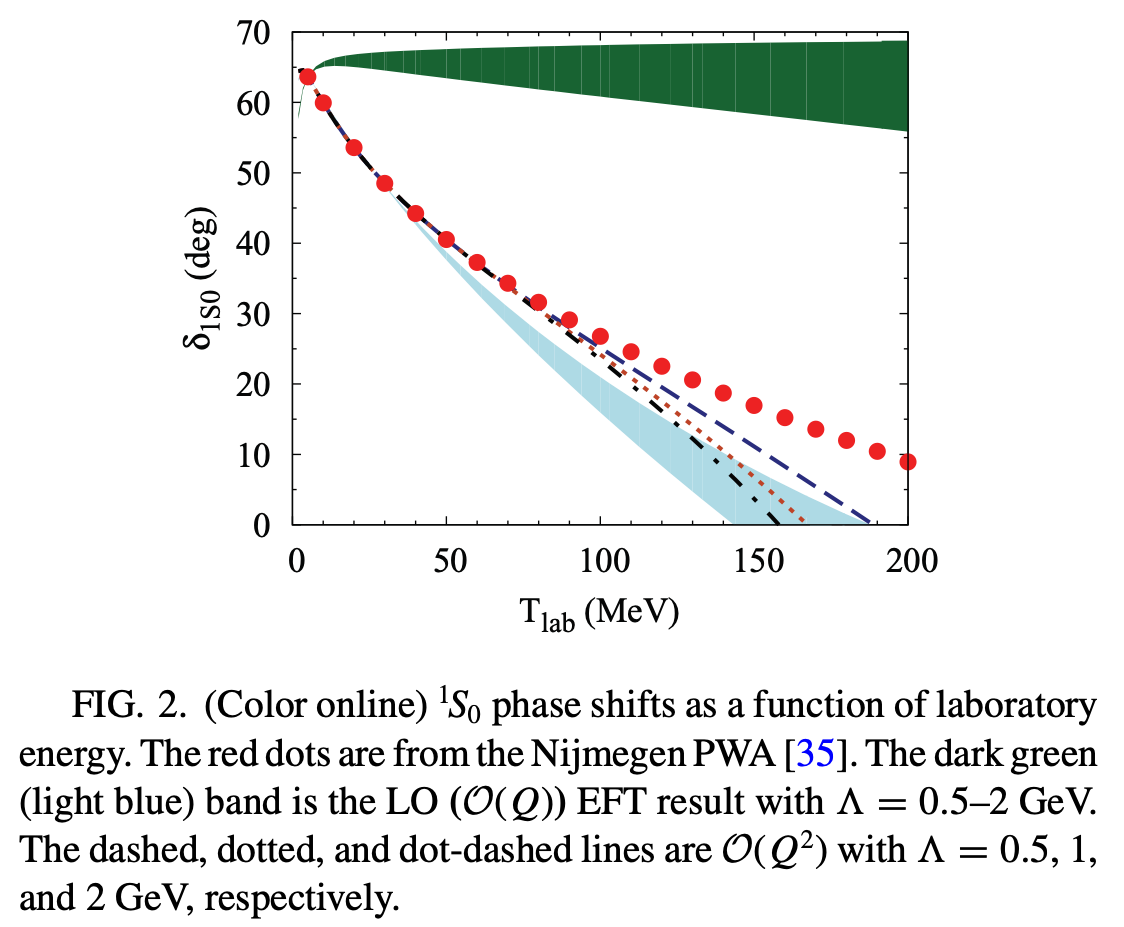 70
60
50
40
30
20
10
0
δ1S0 (deg)
0 50 100 150 200
Tlab (MeV)
FIG. 2. (Color online) ¹S₀ phase shifts as a function of laboratory
energy. The red dots are from the Nijmegen PWA [35]. The dark green
(light blue) band is the LO (𝒪(Q)) EFT result with Λ = 0.5–2 GeV.
The dashed, dotted, and dot-dashed lines are 𝒪(Q²) with Λ = 0.5, 1,
and 2 GeV, respectively.